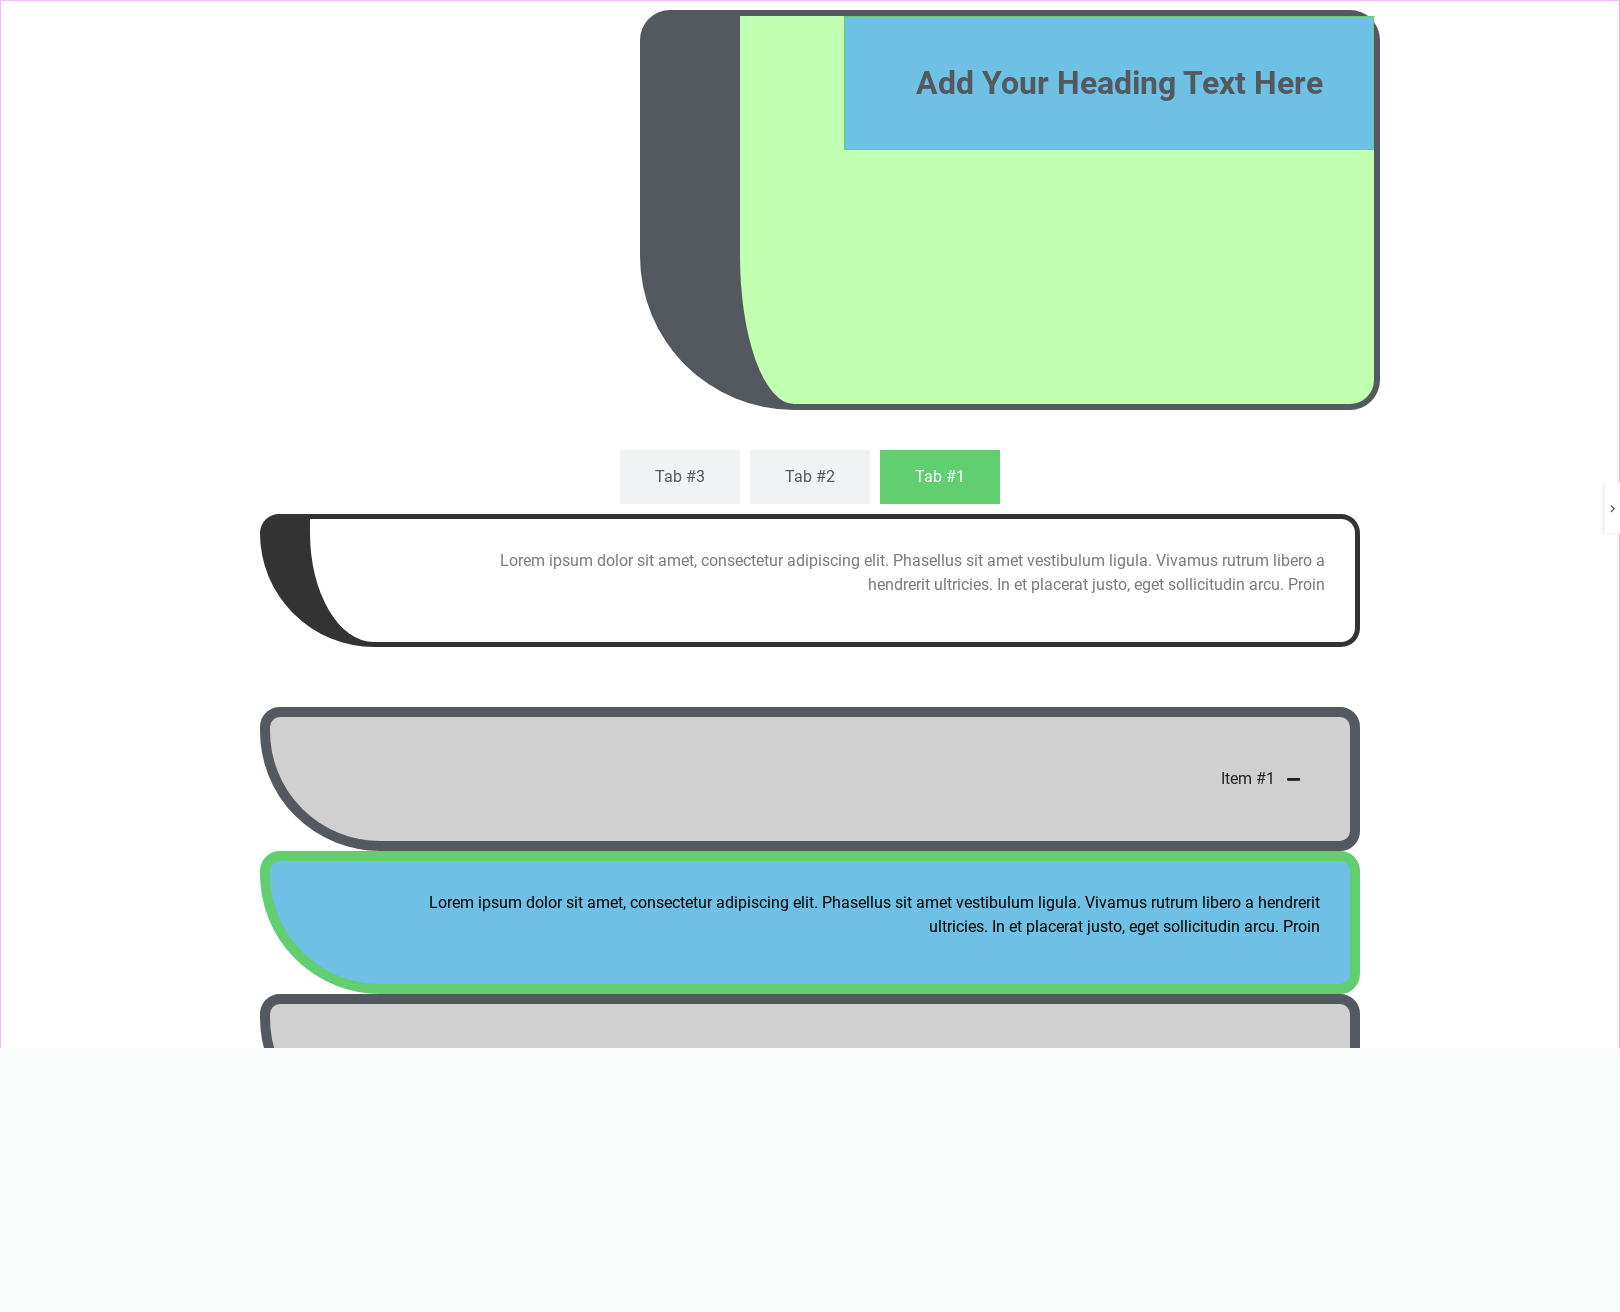 Add Your Heading Text Here
Tab #3 Tab #2 Tab #1
Lorem ipsum dolor sit amet, consectetur adipiscing elit. Phasellus sit amet vestibulum ligula. Vivamus rutrum libero a
hendrerit ultricies. In et placerat justo, eget sollicitudin arcu. Proin
Item #1
Lorem ipsum dolor sit amet, consectetur adipiscing elit. Phasellus sit amet vestibulum ligula. Vivamus rutrum libero a hendrerit
ultricies. In et placerat justo, eget sollicitudin arcu. Proin